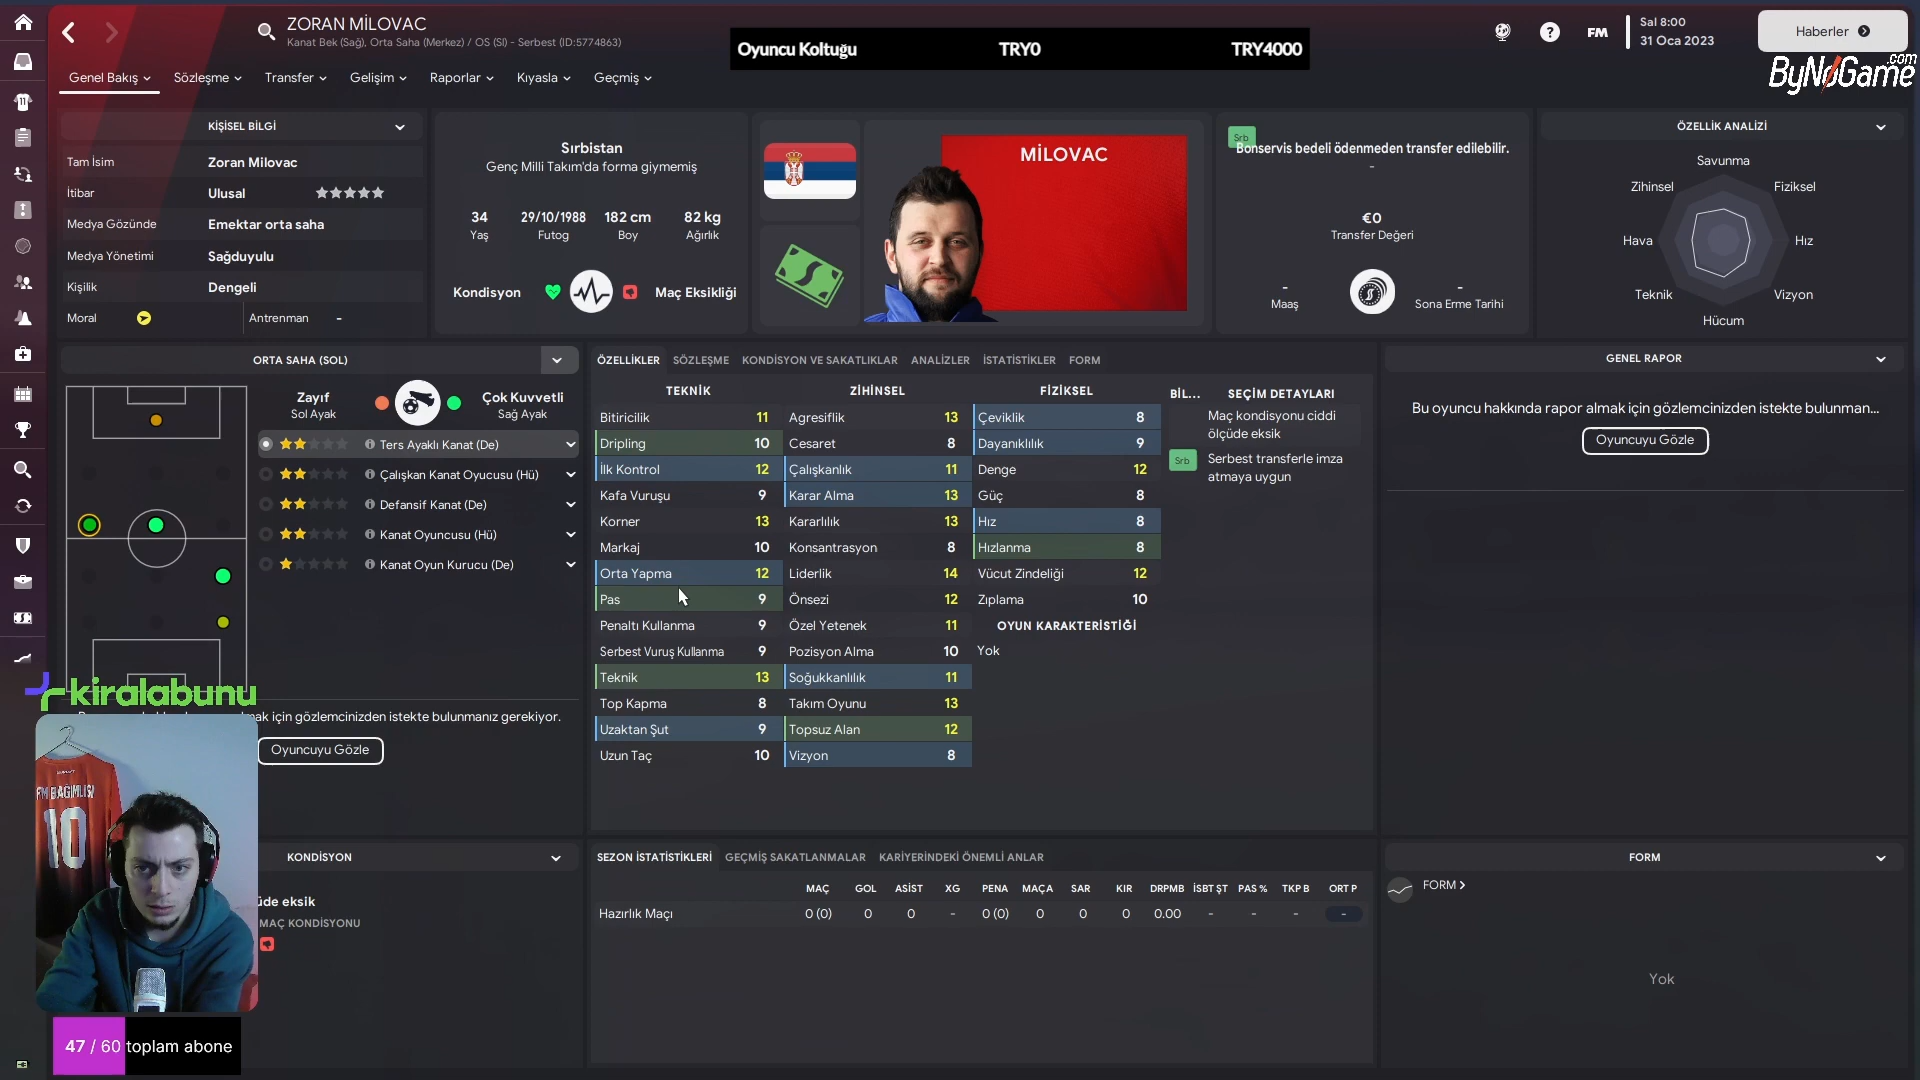 ZORAN MİLOVAC
Kanat Bek (Sağ), Orta Saha (Merkez) / OS (Sl) - Serbest (ID:5774863)
Oyuncu Koltuğu TRY0 TRY4000
FM
Sal 8:00
31 Oca 2023
Haberler
ByNoGame.com
Genel Bakış Sözleşme Transfer Gelişim Raporlar Kıyasla Geçmiş
KİŞİSEL BİLGİ
Tam İsim Zoran Milovac
İtibar Ulusal
Medya Gözünde Emektar orta saha
Medya Yönetimi Sağduyulu
Kişilik Dengeli
Moral Antrenman -
Sırbistan
Genç Milli Takım'da forma giymemiş
34 29/10/1988 182 cm 82 kg
Yaş Futog Boy Ağırlık
Kondisyon Maç Eksikliği
MİLOVAC
Srb
Bonservis bedeli ödenmeden transfer edilebilir.
-
€0
Transfer Değeri
- -
Maaş Sona Erme Tarihi
ÖZELLİK ANALİZİ
Savunma
Zihinsel Fiziksel
Hava Hız
Teknik Vizyon
Hücum
ORTA SAHA (SOL)
Zayıf Çok Kuvvetli
Sol Ayak Sağ Ayak
Ters Ayaklı Kanat (De)
Çalışkan Kanat Oyucusu (Hü)
Defansif Kanat (De)
Kanat Oyuncusu (Hü)
Kanat Oyun Kurucu (De)
mak için gözlemcinizden istekte bulunmanız gerekiyor.
Oyuncuyu Gözle
ÖZELLİKLER SÖZLEŞME KONDİSYON VE SAKATLIKLAR ANALİZLER İSTATİSTİKLER FORM
TEKNİK ZİHİNSEL FİZİKSEL
Bitiricilik 11 Agresiflik 13 Çeviklik 8
Dripling 10 Cesaret 8 Dayanıklılık 9
İlk Kontrol 12 Çalışkanlık 11 Denge 12
Kafa Vuruşu 9 Karar Alma 13 Güç 8
Korner 13 Kararlılık 13 Hız 8
Markaj 10 Konsantrasyon 8 Hızlanma 8
Orta Yapma 12 Liderlik 14 Vücut Zindeliği 12
Pas 9 Önsezi 12 Zıplama 10
Penaltı Kullanma 9 Özel Yetenek 11 OYUN KARAKTERİSTİĞİ
Serbest Vuruş Kullanma 9 Pozisyon Alma 10 Yok
Teknik 13 Soğukkanlılık 11
Top Kapma 8 Takım Oyunu 13
Uzaktan Şut 9 Topsuz Alan 12
Uzun Taç 10 Vizyon 8
BİL... SEÇİM DETAYLARI
Maç kondisyonu ciddi
ölçüde eksik
Srb Serbest transferle imza
atmaya uygun
GENEL RAPOR
Bu oyuncu hakkında rapor almak için gözlemcinizden istekte bulunman...
Oyuncuyu Gözle
kiralabunu
FM BAGIMLISI
10
KONDİSYON
üde eksik
MAÇ KONDİSYONU
SEZON İSTATİSTİKLERİ GEÇMİŞ SAKATLANMALAR KARİYERİNDEKİ ÖNEMLİ ANLAR
MAÇ GOL ASİST XG PENA MAÇA SAR KIR DRPMB İSBT ŞT PAS % TKP B ORT P
Hazırlık Maçı 0 (0) 0 0 - 0 (0) 0 0 0 0.00 - - - -
FORM
FORM
Yok
47 / 60 toplam abone